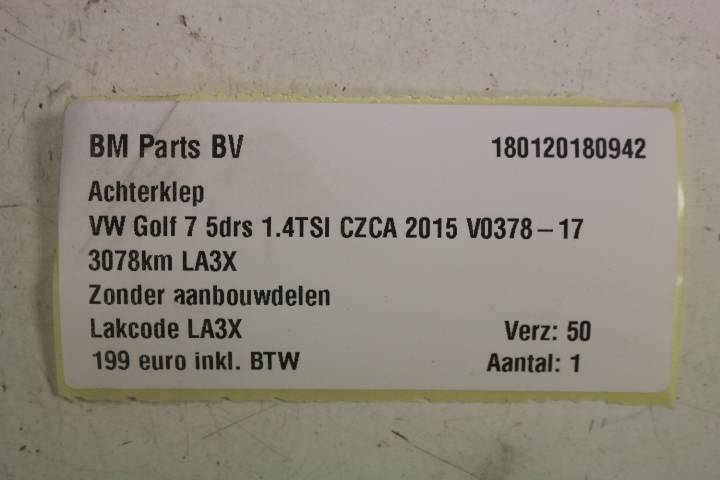 BM Parts BV 180120180942
Achterklep
VW Golf 7 5drs 1.4TSI CZCA 2015 V0378-17
3078km LA3X
Zonder aanbouwdelen
Lakcode LA3X Verz: 50
199 euro inkl. BTW Aantal: 1